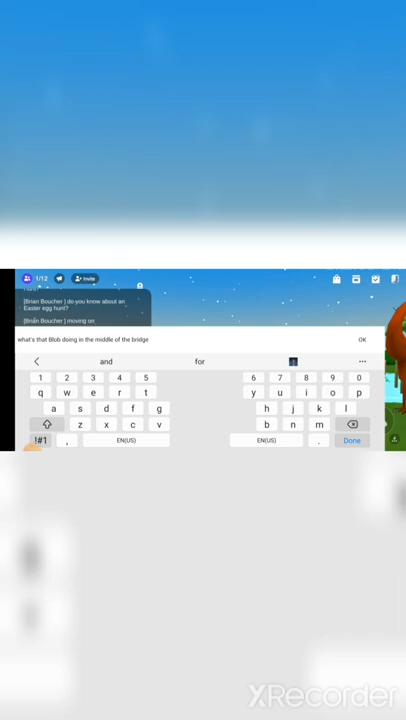 1/12 Invite
[Brian Boucher ] do you know about an
Easter egg hunt?
[Brian Boucher ] moving on
what's that Blob doing in the middle of the bridge OK
and for
1 2 3 4 5 6 7 8 9 0
q w e r t y u i o p
a s d f g h j k l
z x c v b n m
!#1 , EN(US) EN(US) . Done
XRecorder